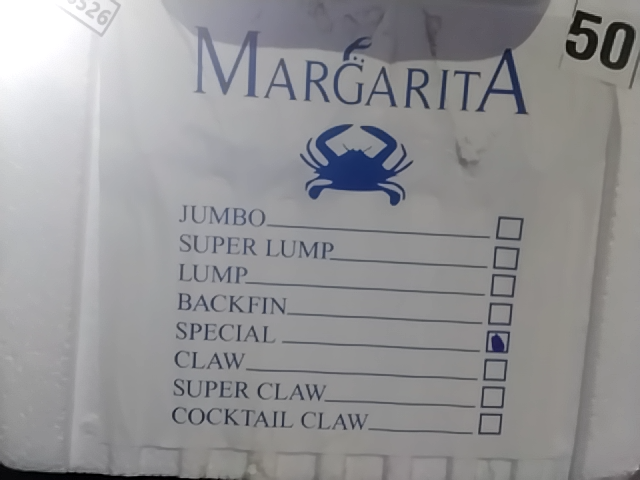 50
MARGARITA
JUMBO
SUPER LUMP
LUMP
BACKFIN
SPECIAL
CLAW
SUPER CLAW
COCKTAIL CLAW